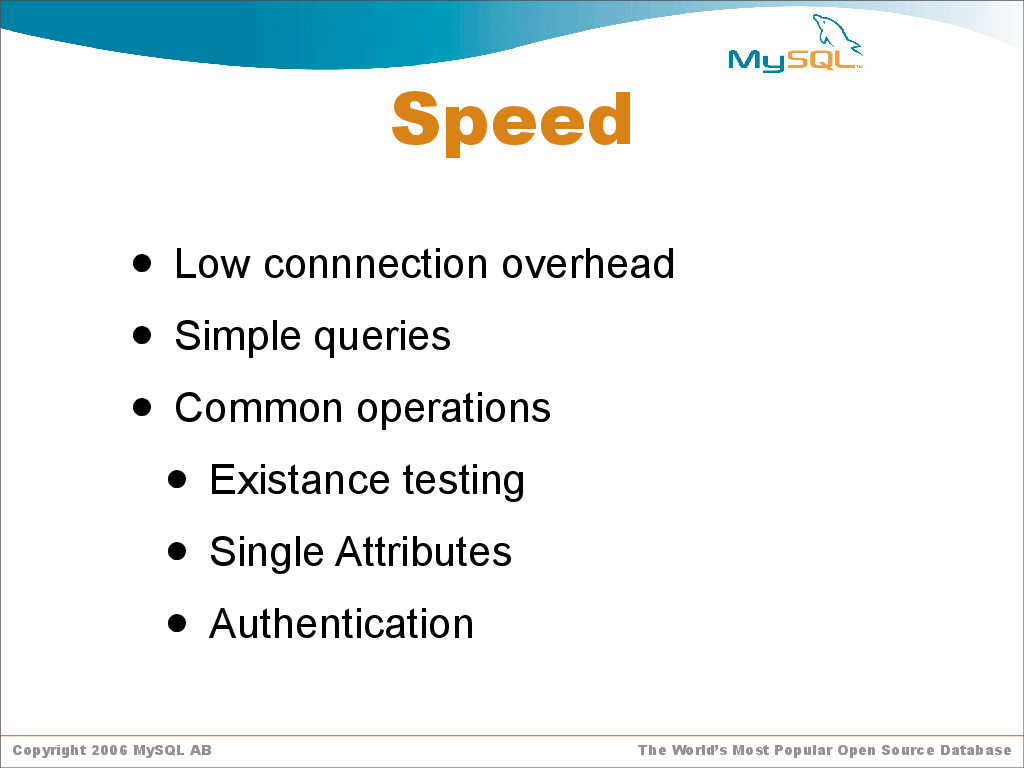 MySQL™
Speed
• Low connnection overhead
• Simple queries
• Common operations
• Existance testing
• Single Attributes
• Authentication
Copyright 2006 MySQL AB
The World’s Most Popular Open Source Database